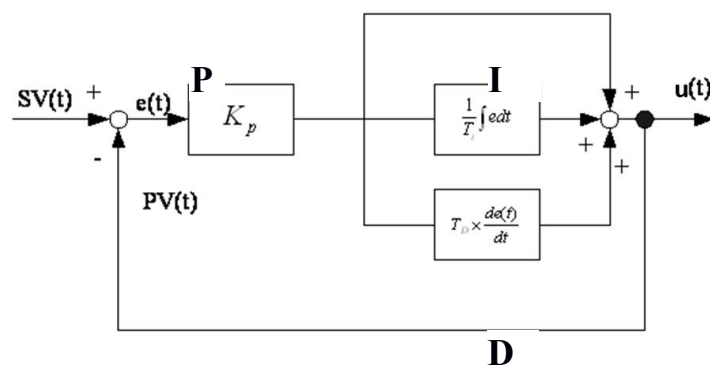 P
I
SV(t)
+
e(t)
K_p
1/T_i ∫edt
+
u(t)
+
-
+
PV(t)
T_D × de(t)/dt
D